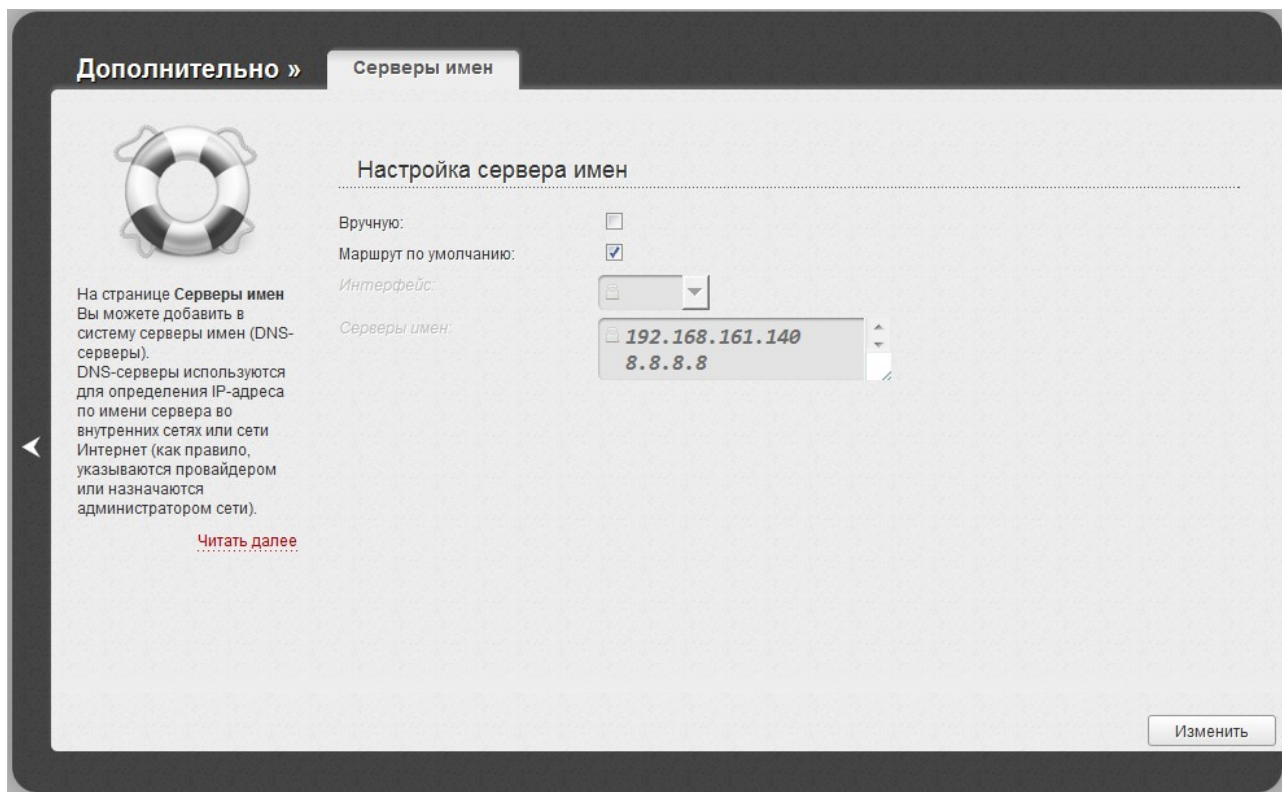 Дополнительно »
Серверы имен
На странице Серверы имен
Вы можете добавить в
систему серверы имен (DNS-
серверы).
DNS-серверы используются
для определения IP-адреса
по имени сервера во
внутренних сетях или сети
Интернет (как правило,
указываются провайдером
или назначаются
администратором сети).
Читать далее
Настройка сервера имен
Вручную:
Маршрут по умолчанию:
Интерфейс:
Серверы имен:
192.168.161.140
8.8.8.8
Изменить